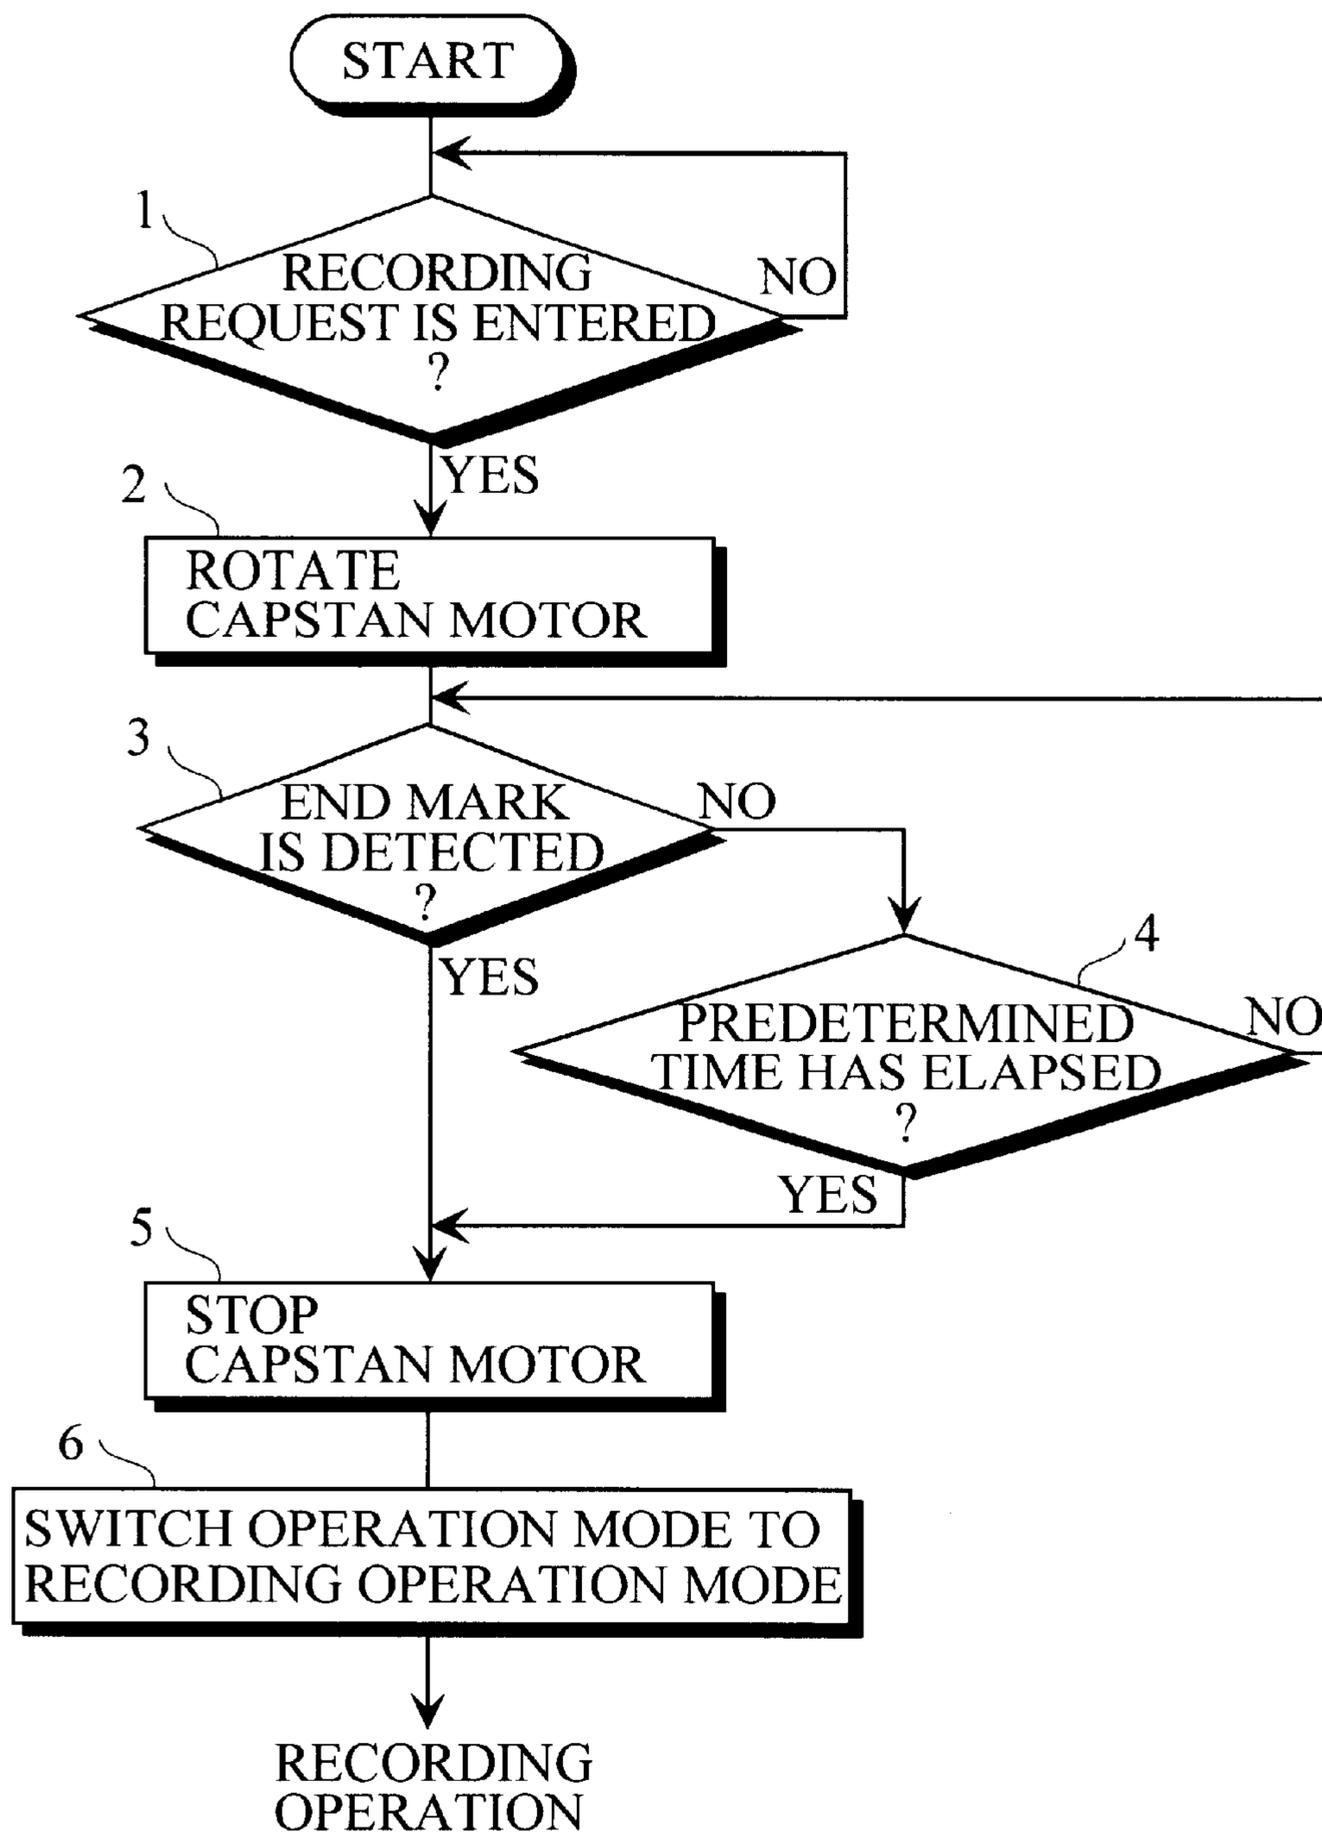 START
1
RECORDING
REQUEST IS ENTERED
?
NO
YES
2
ROTATE
CAPSTAN MOTOR
3
END MARK
IS DETECTED
?
NO
YES
4
PREDETERMINED
TIME HAS ELAPSED
?
NO
YES
5
STOP
CAPSTAN MOTOR
6
SWITCH OPERATION MODE TO
RECORDING OPERATION MODE
RECORDING
OPERATION